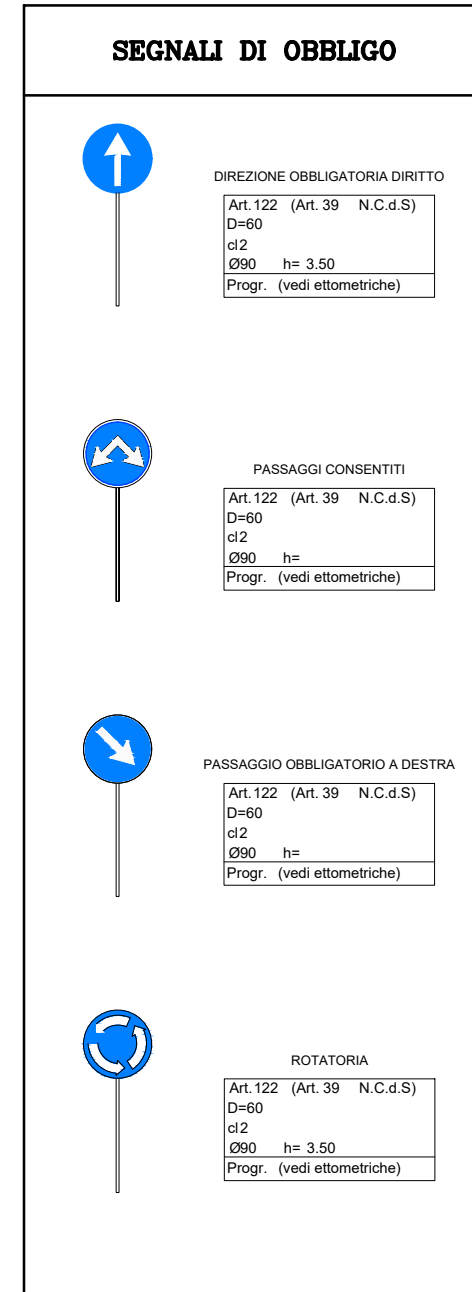 SEGNALI DI OBBLIGO
DIREZIONE OBBLIGATORIA DIRITTO
Art.122 (Art. 39 N.C.d.S)
D=60
cl2
Ø90 h= 3.50
Progr. (vedi ettometriche)
PASSAGGI CONSENTITI
Art.122 (Art. 39 N.C.d.S)
D=60
cl2
Ø90 h=
Progr. (vedi ettometriche)
PASSAGGIO OBBLIGATORIO A DESTRA
Art.122 (Art. 39 N.C.d.S)
D=60
cl2
Ø90 h=
Progr. (vedi ettometriche)
ROTATORIA
Art.122 (Art. 39 N.C.d.S)
D=60
cl2
Ø90 h= 3.50
Progr. (vedi ettometriche)